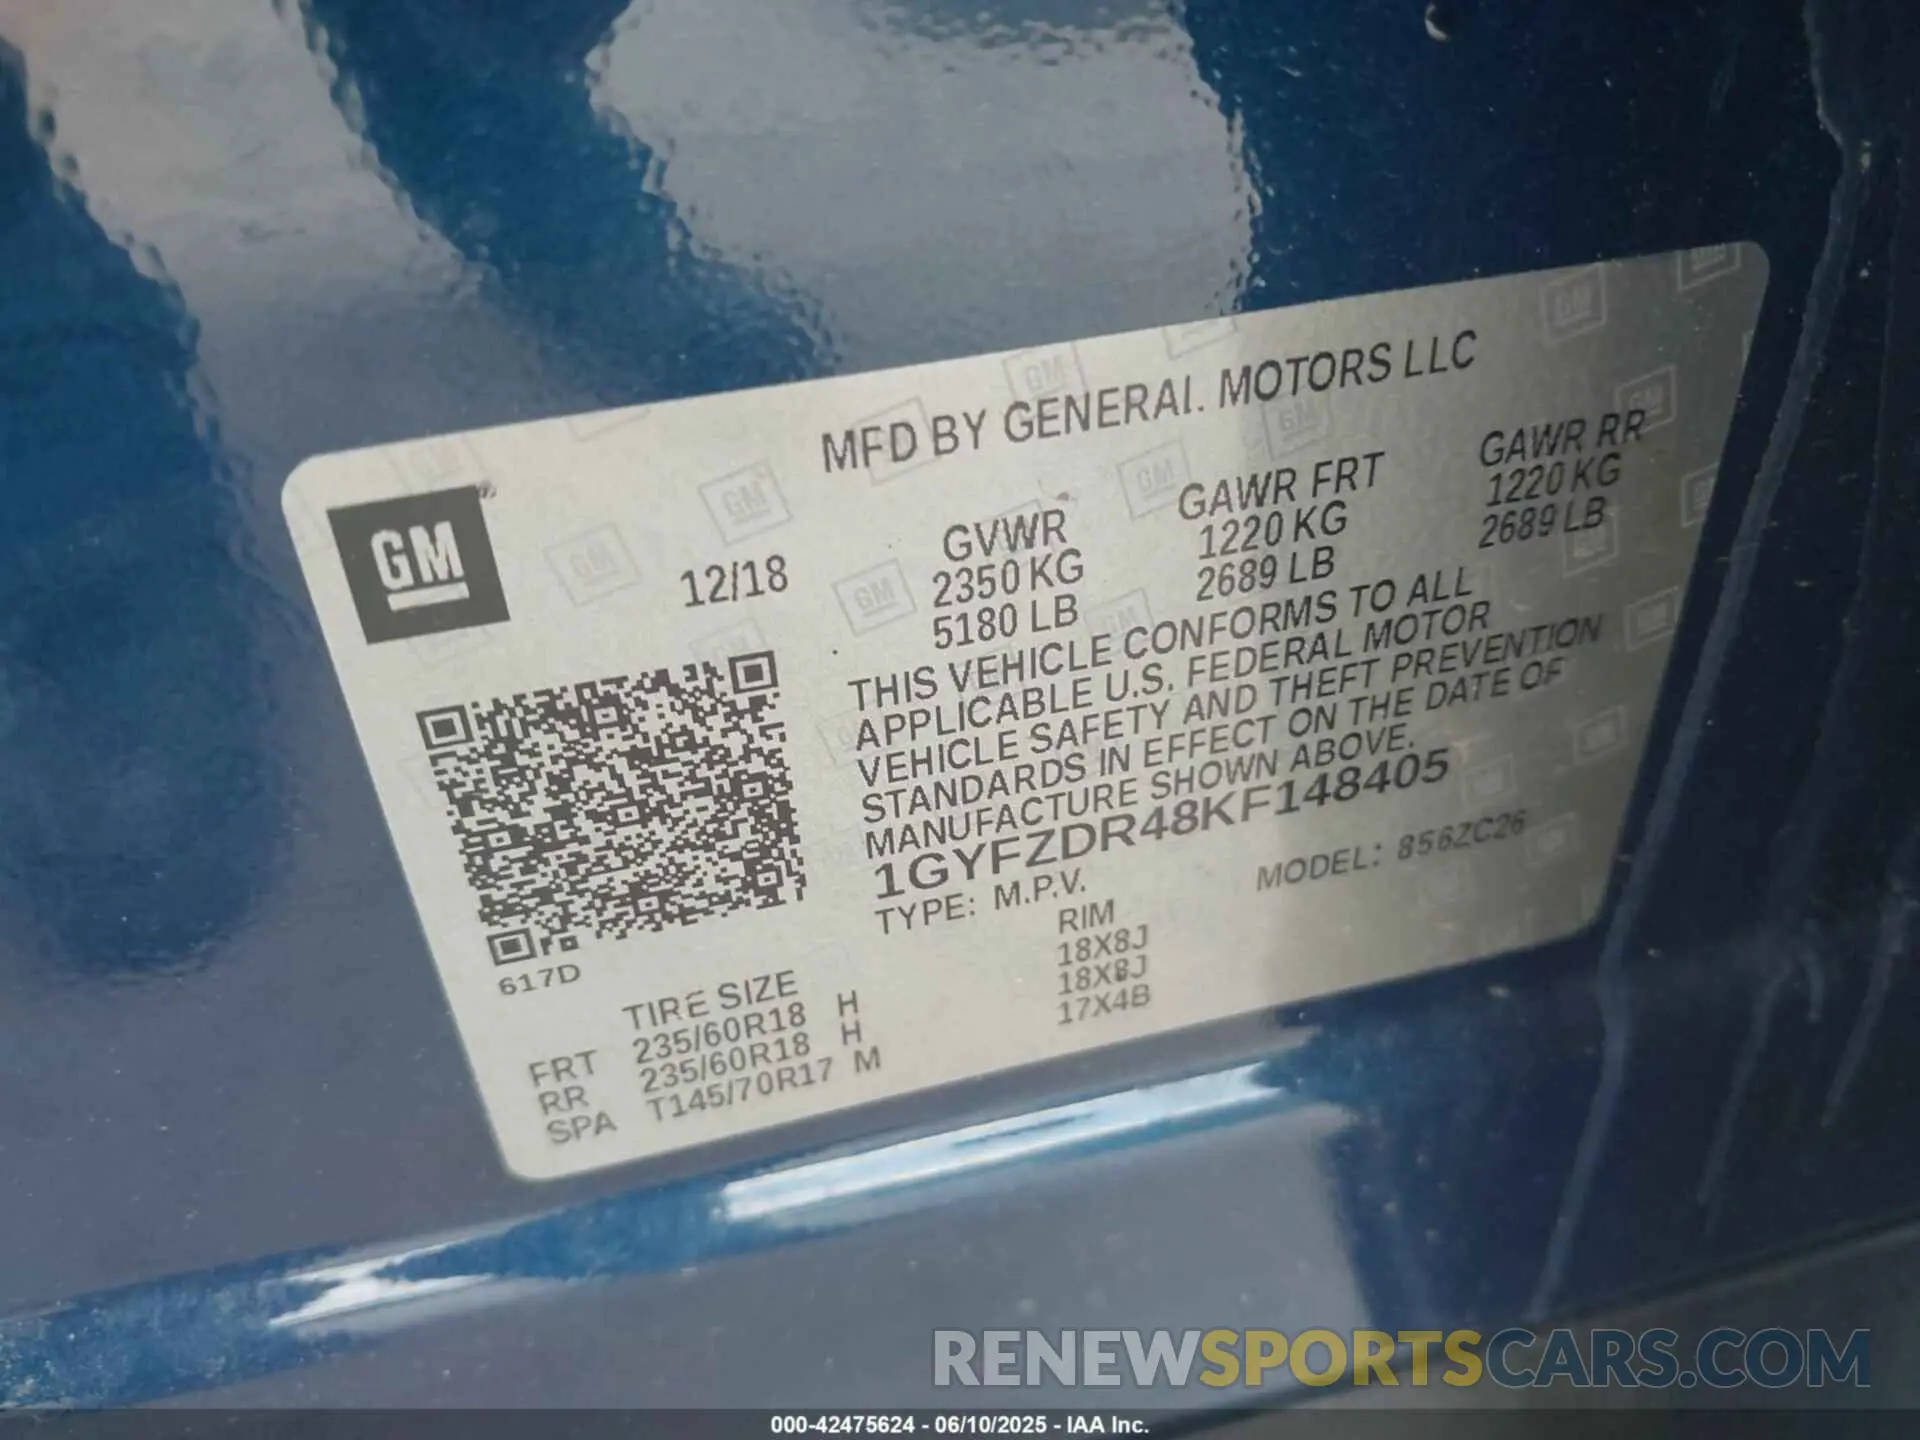 MFD BY GENERAL MOTORS LLC
GM
12/18
GVWR
2350 KG
5180 LB
GAWR FRT
1220 KG
2689 LB
GAWR RR
1220 KG
2689 LB
THIS VEHICLE CONFORMS TO ALL
APPLICABLE U.S. FEDERAL MOTOR
VEHICLE SAFETY AND THEFT PREVENTION
STANDARDS IN EFFECT ON THE DATE OF
MANUFACTURE SHOWN ABOVE.
1GYFZDR48KF148405
TYPE: M.P.V.
MODEL: 856ZC26
617D
TIRE SIZE RIM
FRT 235/60R18 H 18X8J
RR 235/60R18 H 18X8J
SPA T145/70R17 M 17X4B
RENEWSPORTSCARS.COM
000-42475624 - 06/10/2025 - IAA Inc.